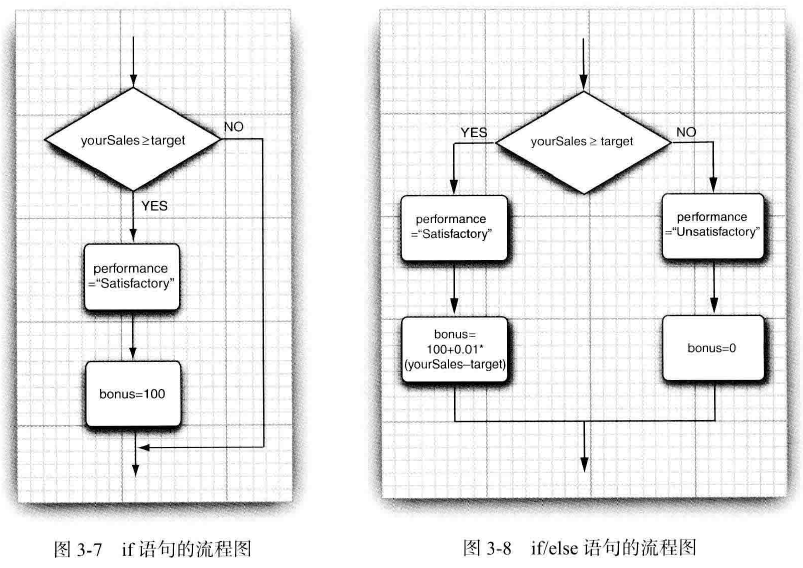 yourSales≥target
NO
YES
performance
="Satisfactory"
bonus=100
图 3-7 if 语句的流程图
yourSales ≥ target
YES
NO
performance
="Satisfactory"
performance
="Unsatisfactory"
bonus=
100+0.01*
(yourSales–target)
bonus=0
图 3-8 if/else 语句的流程图